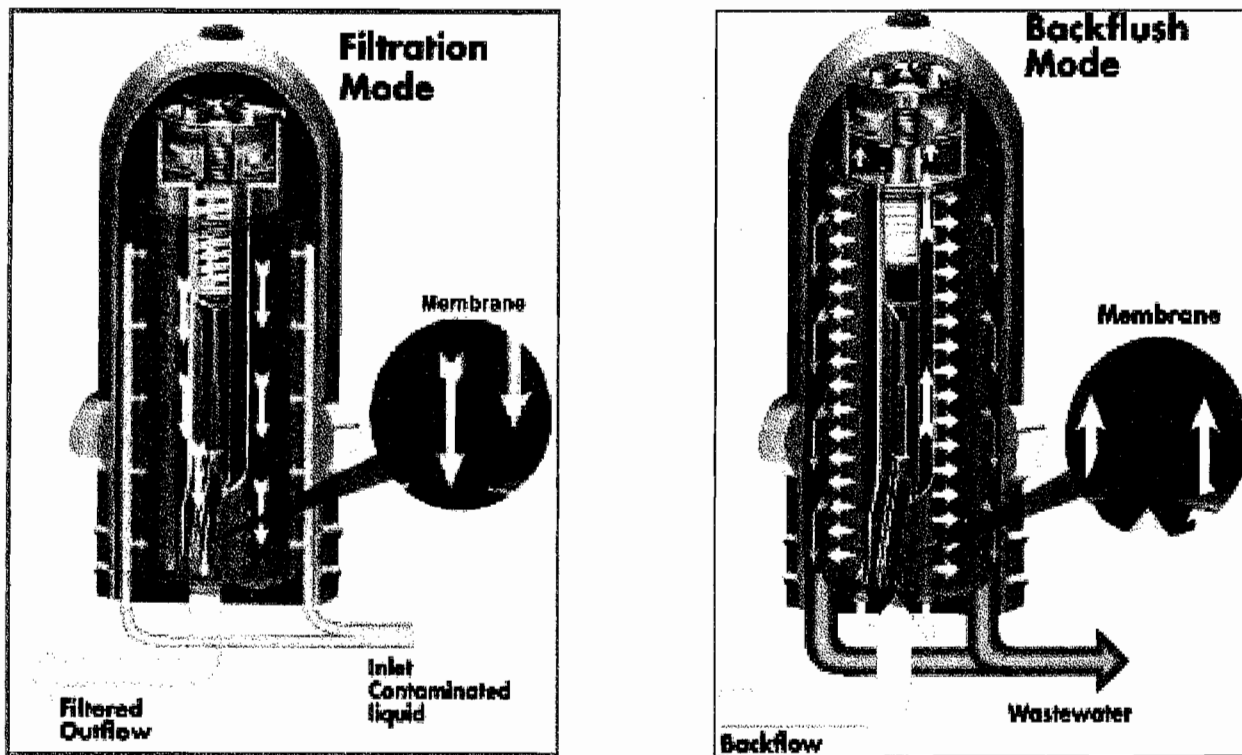 Filtration
Mode
Membrane
Inlet
Contaminated
liquid
Filtered
Outflow
Backflush
Mode
Membrane
Wastewater
Backflow